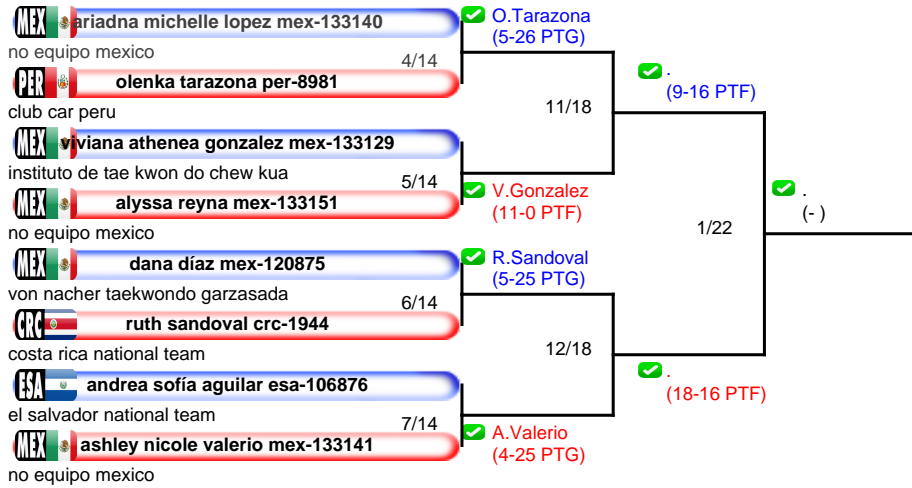 MEX ariadna michelle lopez mex-133140
no equipo mexico
4/14
PER olenka tarazona per-8981
club car peru
O.Tarazona
(5-26 PTG)
MEX viviana athenea gonzalez mex-133129
instituto de tae kwon do chew kua
5/14
MEX alyssa reyna mex-133151
no equipo mexico
V.Gonzalez
(11-0 PTF)
11/18
.
(9-16 PTF)
MEX dana díaz mex-120875
von nacher taekwondo garzasada
6/14
CRC ruth sandoval crc-1944
costa rica national team
R.Sandoval
(5-25 PTG)
ESA andrea sofía aguilar esa-106876
el salvador national team
7/14
MEX ashley nicole valerio mex-133141
no equipo mexico
A.Valerio
(4-25 PTG)
12/18
.
(18-16 PTF)
1/22
.
(- )